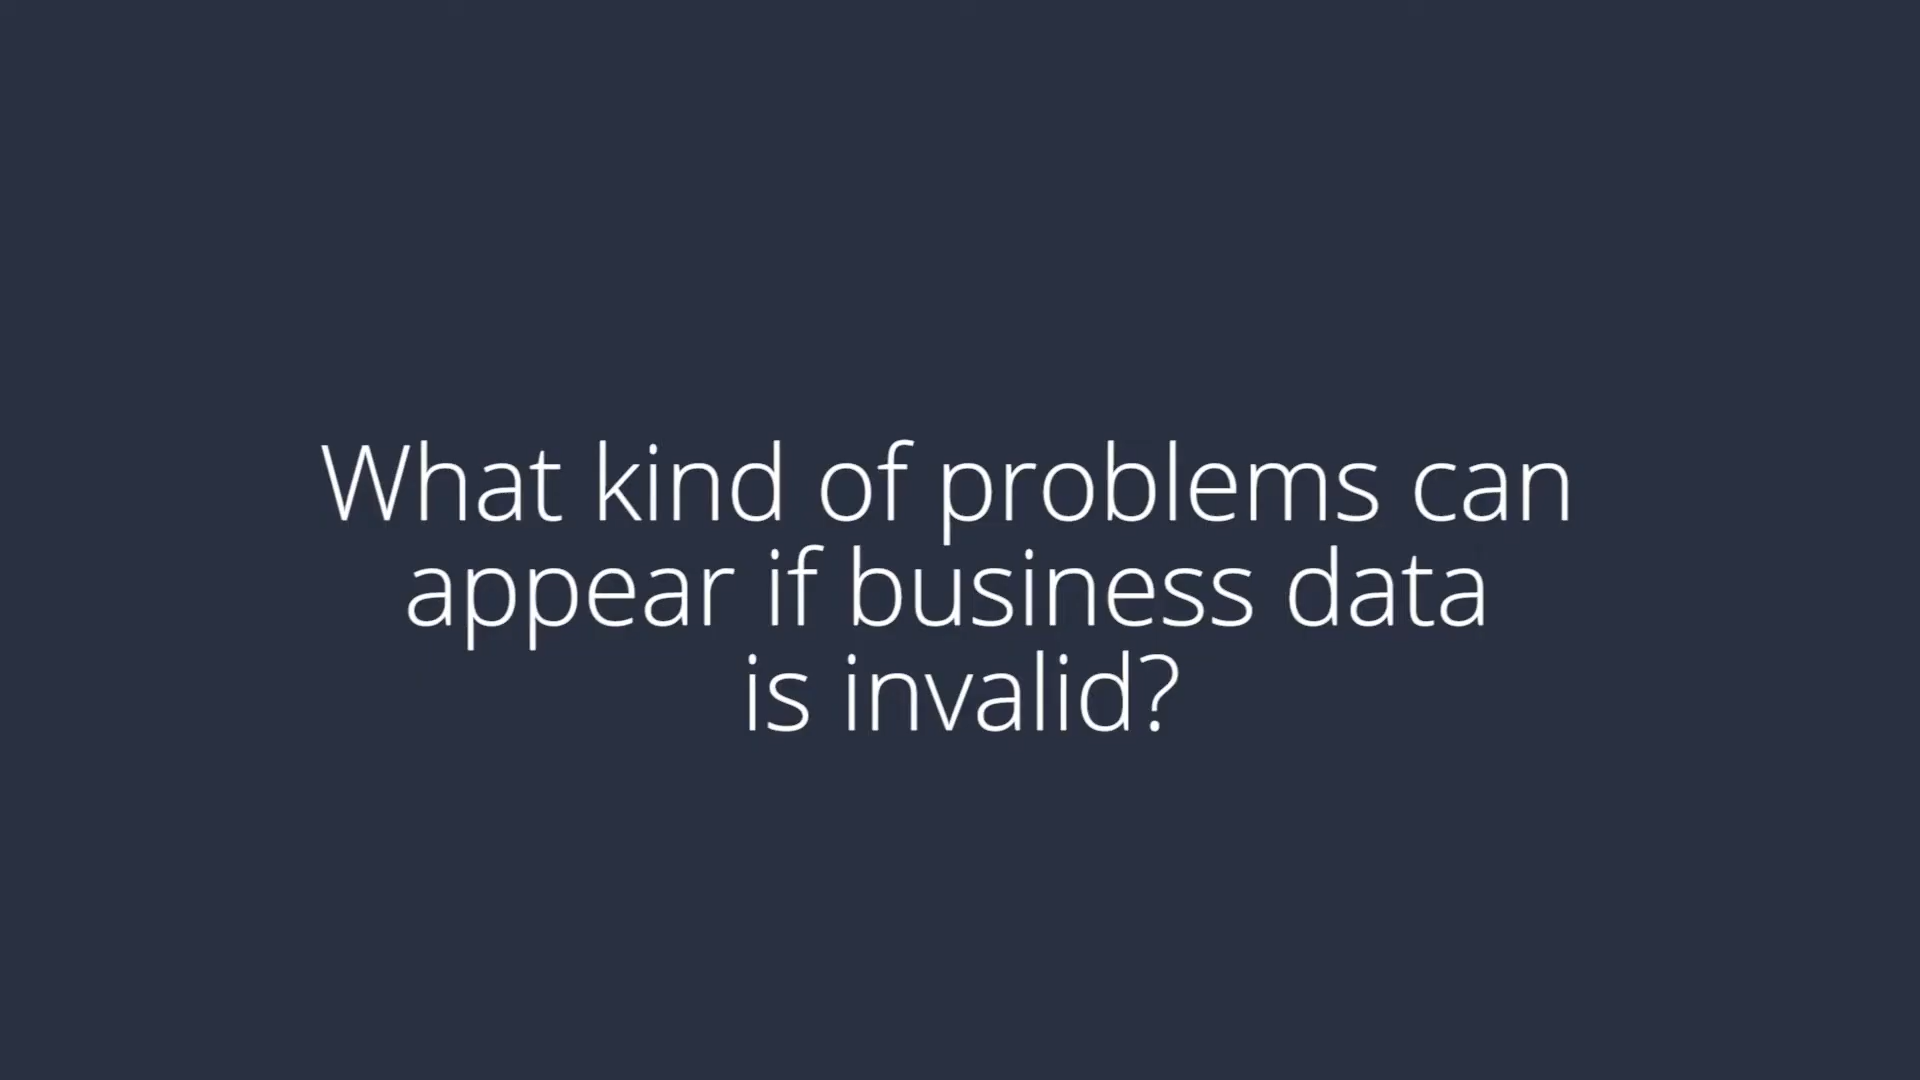 What kind of problems can
appear if business data
is invalid?